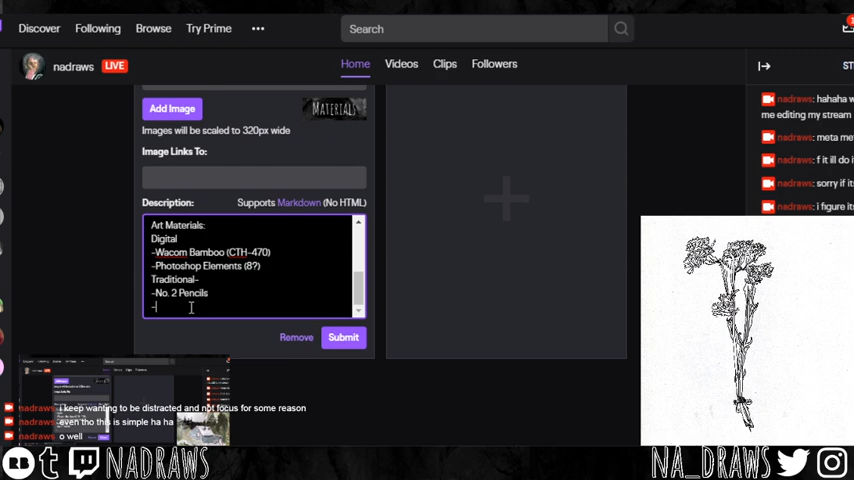 Discover Following Browse Try Prime ••• Search
nadraws LIVE Home Videos Clips Followers
Add Image
MATERIALS
Images will be scaled to 320px wide
Image Links To:
Description: Supports Markdown (No HTML)
Art Materials:
Digital
-Wacom Bamboo (CTH-470)
-Photoshop Elements (8?)
Traditional-
-No. 2 Pencils
-
Remove Submit
nadraws: hahaha w
me editing my stream
nadraws: meta me
nadraws: f it ill do i
nadraws: sorry if it
nadraws: i figure its
nadraws: i keep wanting to be distracted and not focus for some reason
nadraws: even tho this is simple ha ha
nadraws: o well
RB t NADRAWS
NA_DRAWS